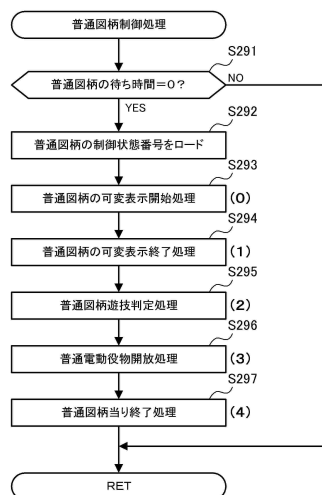 普通図柄制御処理
S291
普通図柄の待ち時間=0?
NO
YES
S292
普通図柄の制御状態番号をロード
S293
普通図柄の可変表示開始処理
(0)
S294
普通図柄の可変表示終了処理
(1)
S295
普通図柄遊技判定処理
(2)
S296
普通電動役物開放処理
(3)
S297
普通図柄当り終了処理
(4)
RET